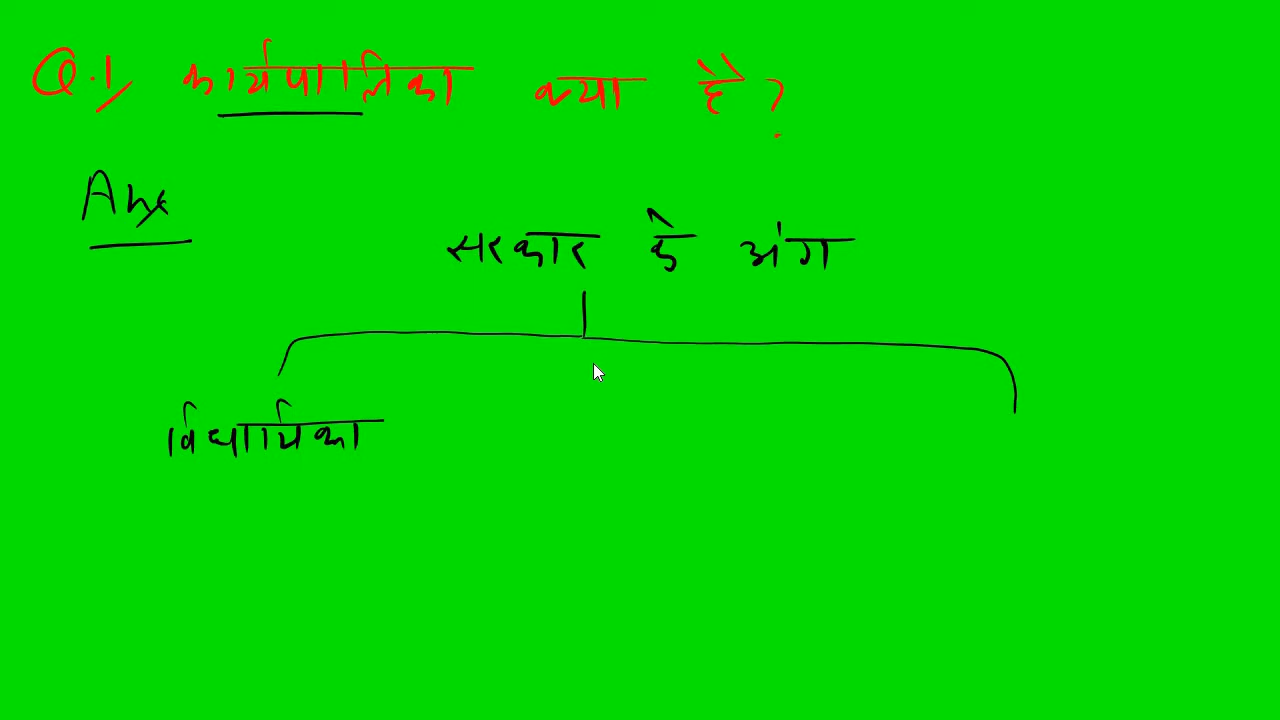 Q.1, कार्यपालिका क्या है ?
Ans
सरकार के अंग
विधायिका